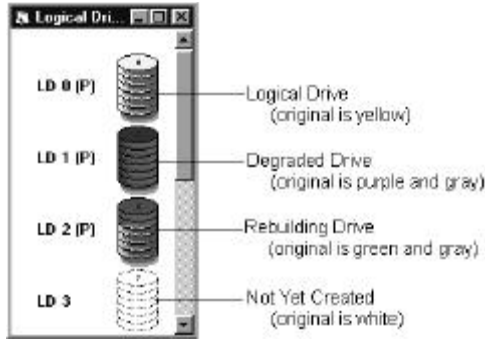 Logical Dri...
LD 0 (P)
Logical Drive
(original is yellow)
LD 1 (P)
Degraded Drive
(original is purple and gray)
LD 2 (P)
Rebuilding Drive
(original is green and gray)
LD 3
Not Yet Created
(original is white)